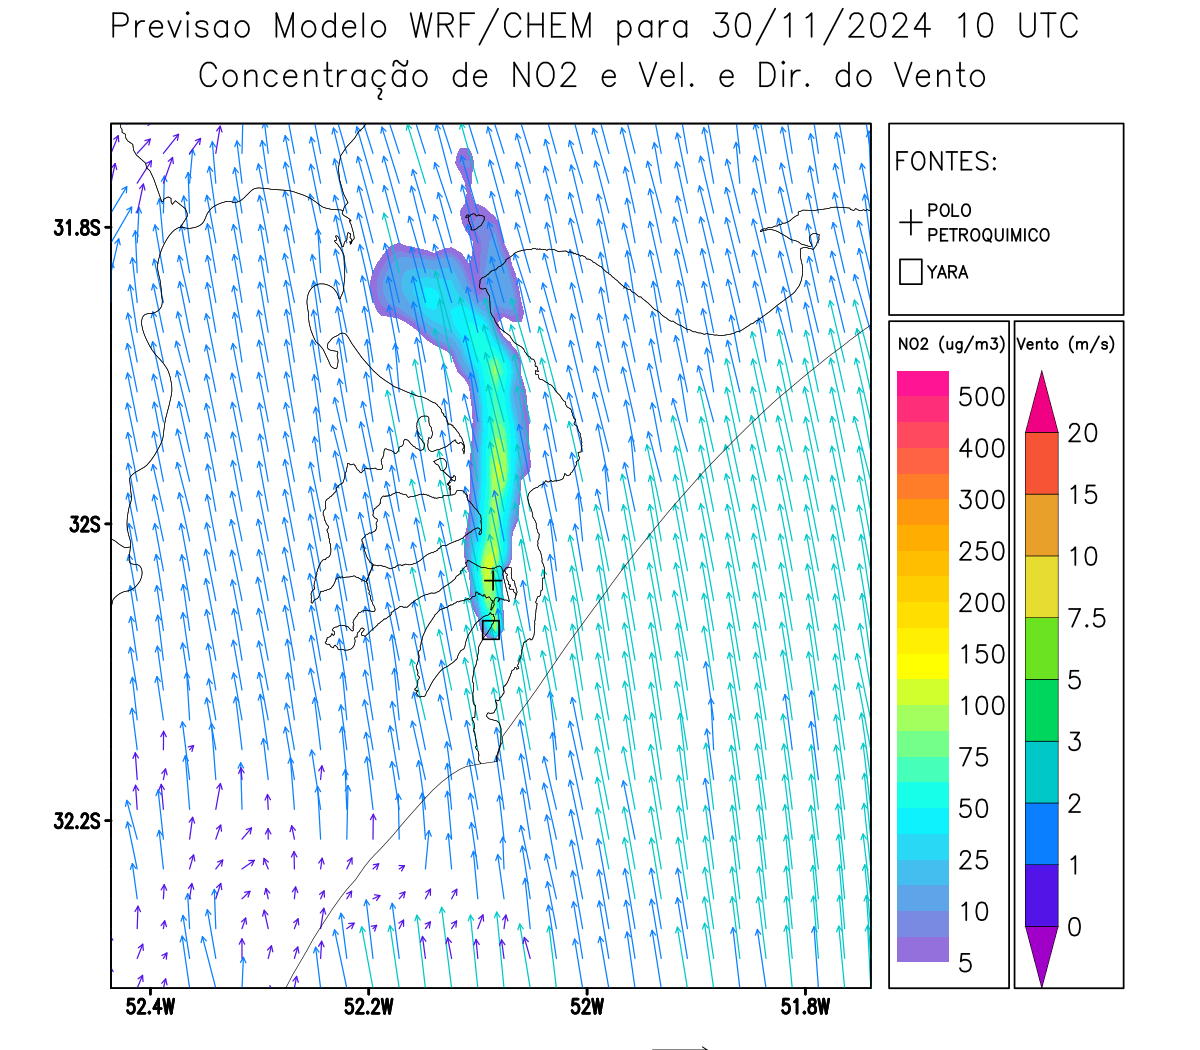 Previsao Modelo WRF/CHEM para 30/11/2024 10 UTC
Concentração de NO2 e Vel. e Dir. do Vento
FONTES:
POLO
PETROQUIMICO
YARA
NO2 (ug/m3)
500
400
300
250
200
150
100
75
50
25
10
5
Vento (m/s)
20
15
10
7.5
5
3
2
1
0
31.8S
32S
32.2S
52.4W
52.2W
52W
51.8W